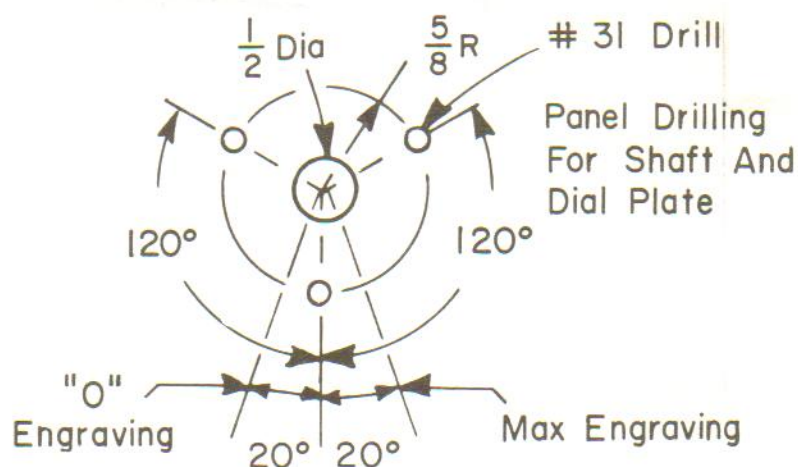 1/2 Dia
5/8 R
# 31 Drill
Panel Drilling
For Shaft And
Dial Plate
120°
120°
"O"
Engraving
Max Engraving
20° 20°